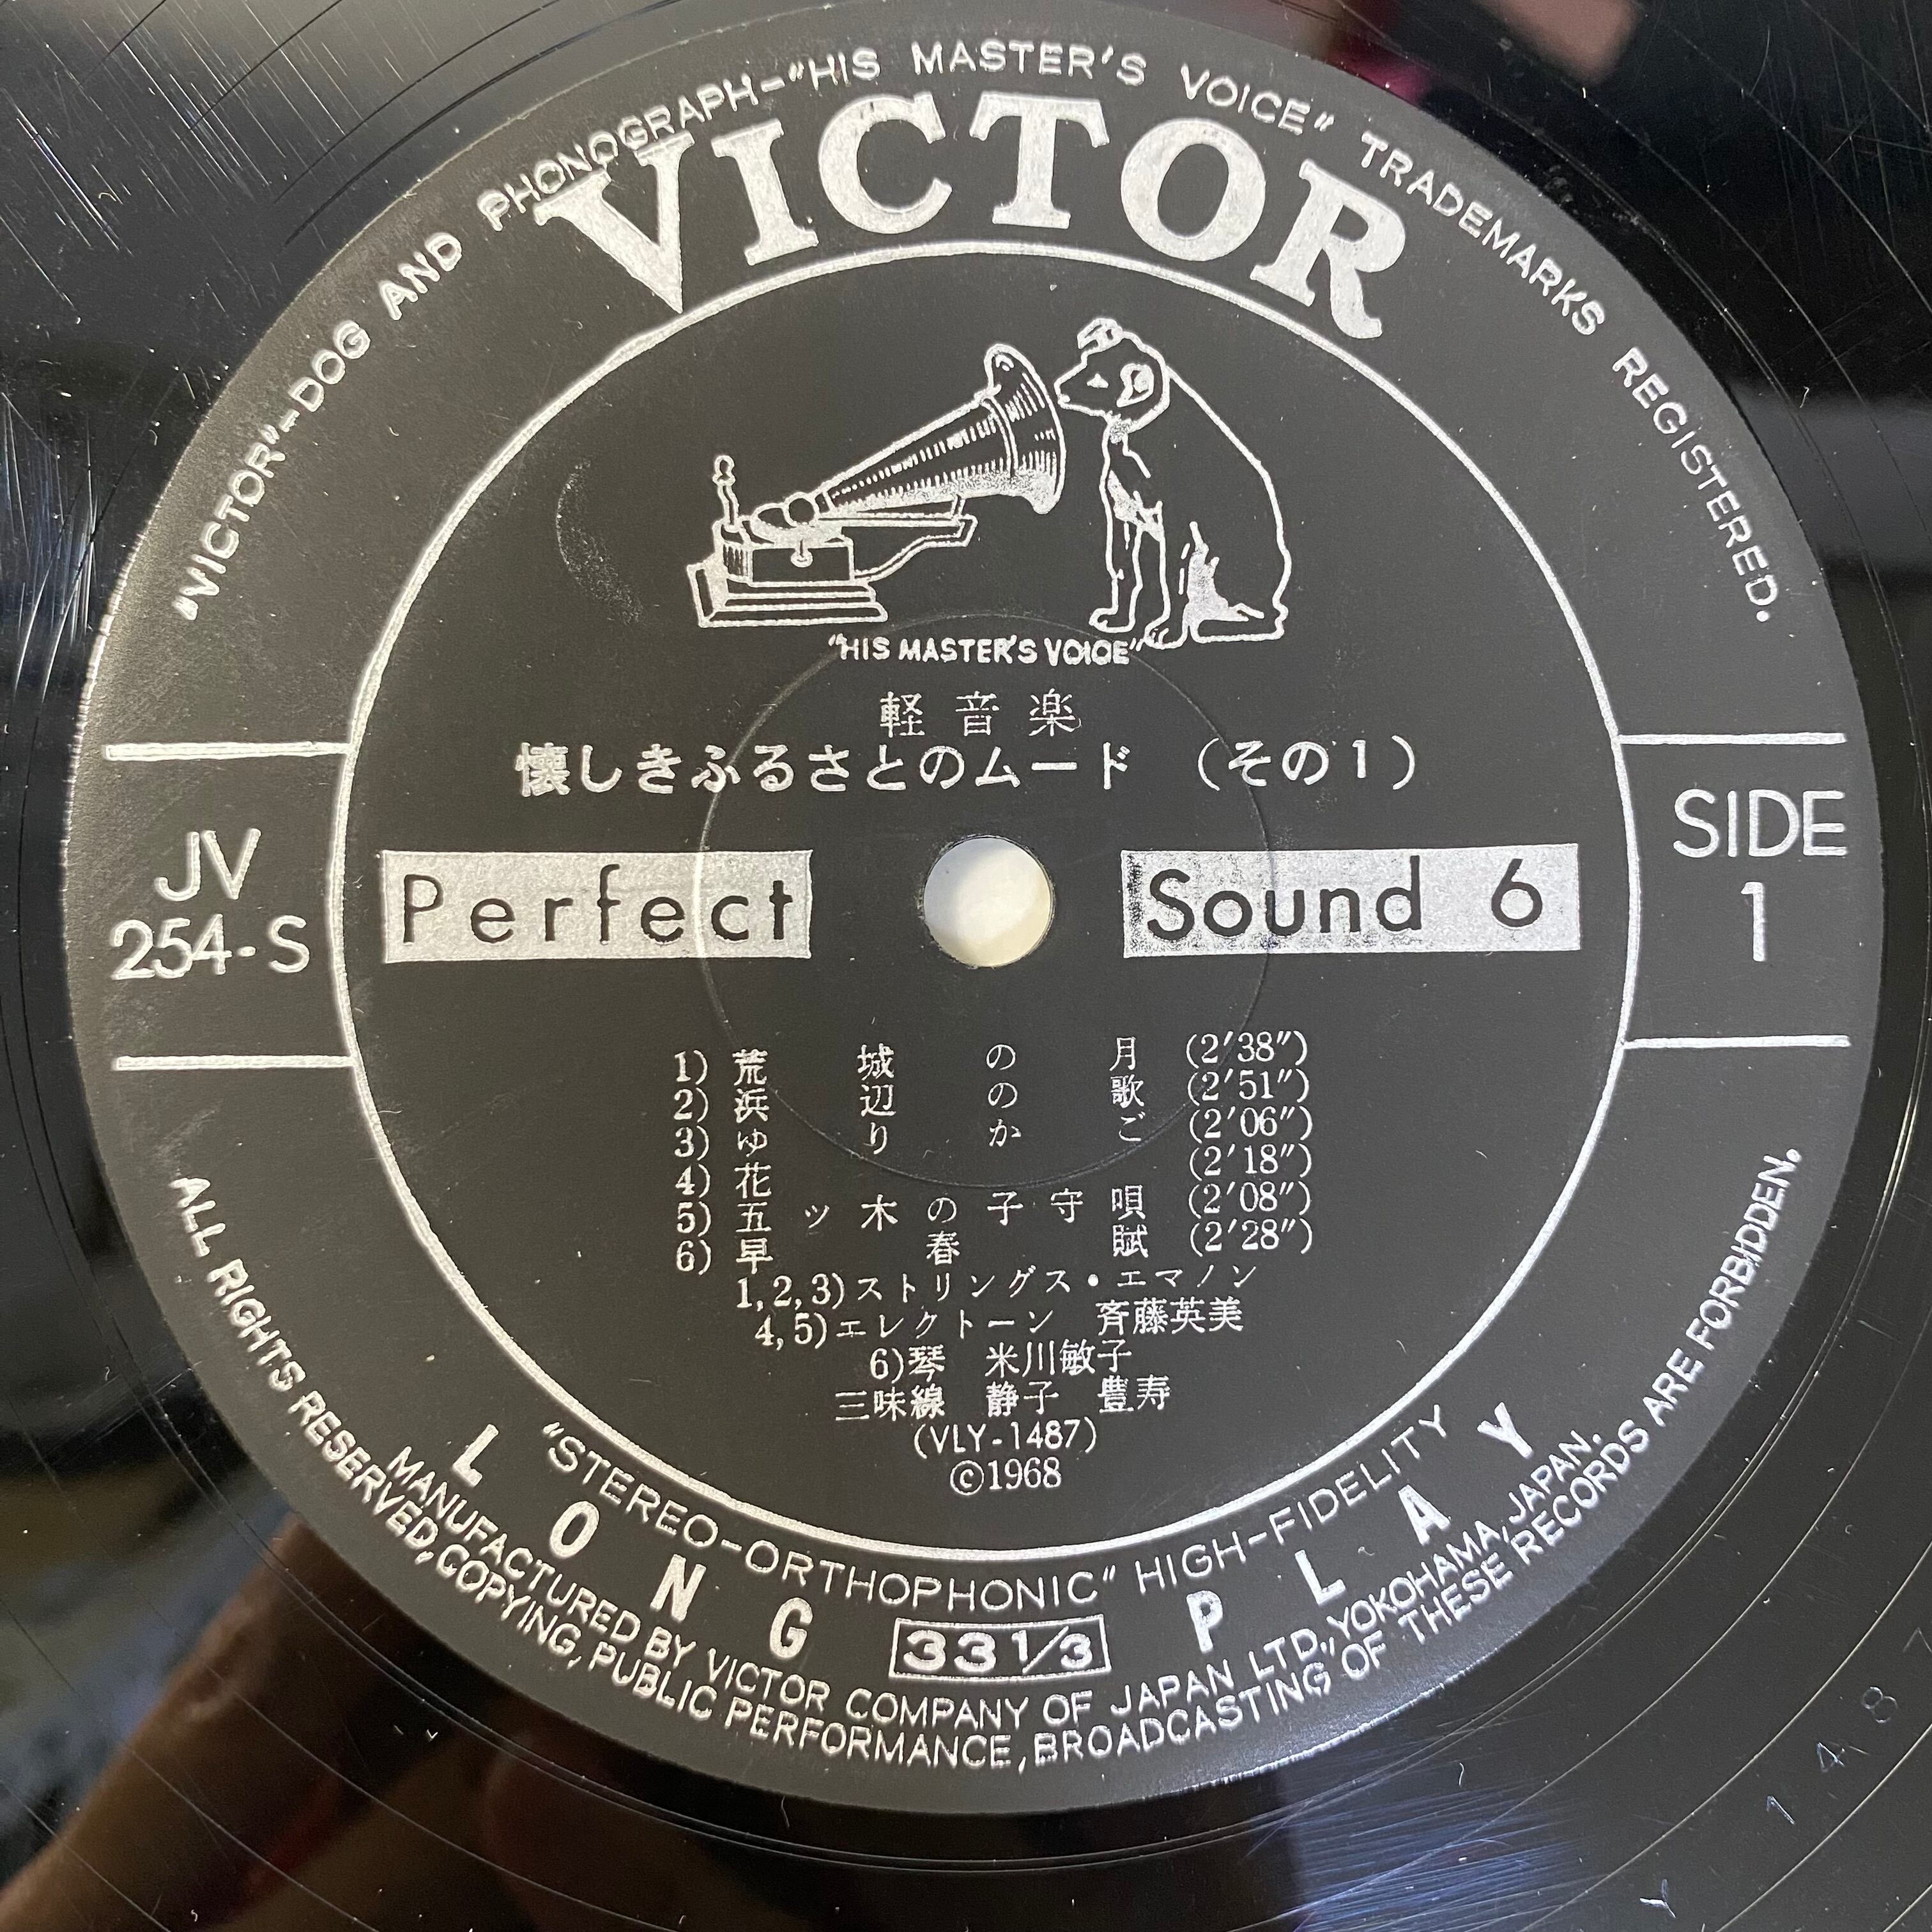 "VICTOR"-DOG AND PHONOGRAPH-"HIS MASTER'S VOICE" TRADEMARKS REGISTERED.
VICTOR
"HIS MASTER'S VOICE"
軽音楽
懐しきふるさとのムード (その1)
JV
254-S
Perfect Sound 6
SIDE
1
1) 荒城の月 (2′38″)
2) 浜辺の歌 (2′51″)
3) ゆりかご (2′06″)
4) 花 (2′18″)
5) 五ッ木の子守唄 (2′08″)
6) 早春賦 (2′28″)
1,2,3)ストリングス・エマノン
4,5)エレクトーン 斉藤英美
6)琴 米川敏子
三味線 静子 豊寿
(VLY-1487)
©1968
"STEREO-ORTHOPHONIC" HIGH-FIDELITY
LONG 33 1/3 PLAY
MANUFACTURED BY VICTOR COMPANY OF JAPAN LTD., YOKOHAMA, JAPAN.
ALL RIGHTS RESERVED, COPYING, PUBLIC PERFORMANCE, BROADCASTING OF THESE RECORDS ARE FORBIDDEN.